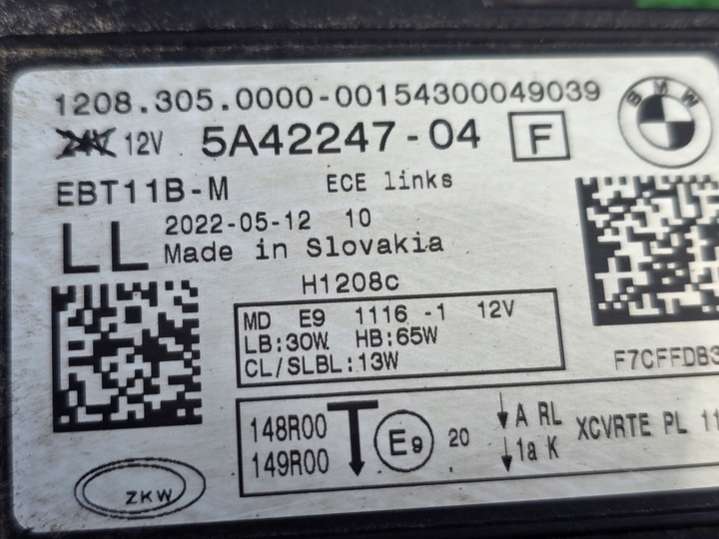 1208.305.0000-00154300049039
BMW
24V 12V 5A42247-04 F
EBT11B-M ECE links
LL 2022-05-12 10
Made in Slovakia
H1208c
MD E9 1116 -1 12V
LB:30W HB:65W
CL/SLBL:13W
F7CFFDB3
148R00
149R00
E9 20
A RL
1a K
XCVRTE PL 11
ZKW